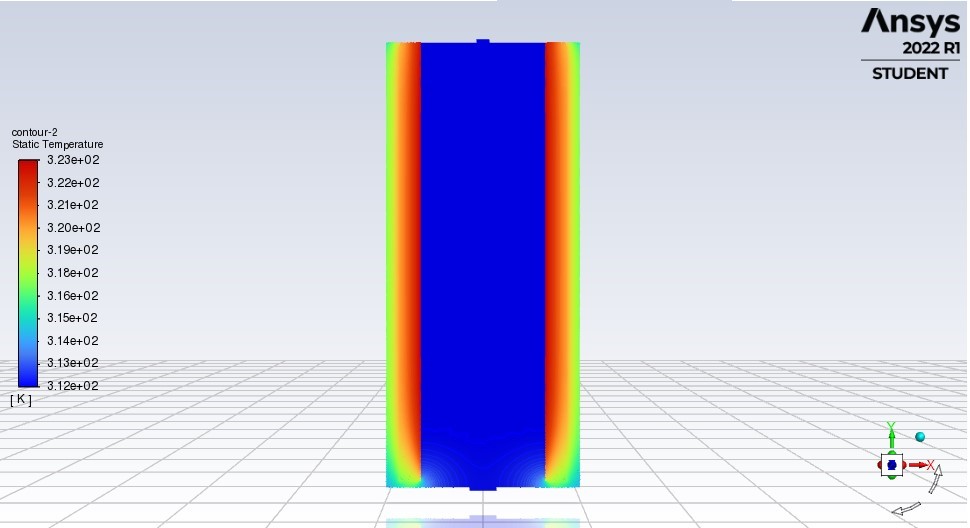 Ansys
2022 R1
STUDENT
contour-2
Static Temperature
3.23e+02
3.22e+02
3.21e+02
3.20e+02
3.19e+02
3.18e+02
3.16e+02
3.15e+02
3.14e+02
3.13e+02
3.12e+02
[ K ]
Y
X